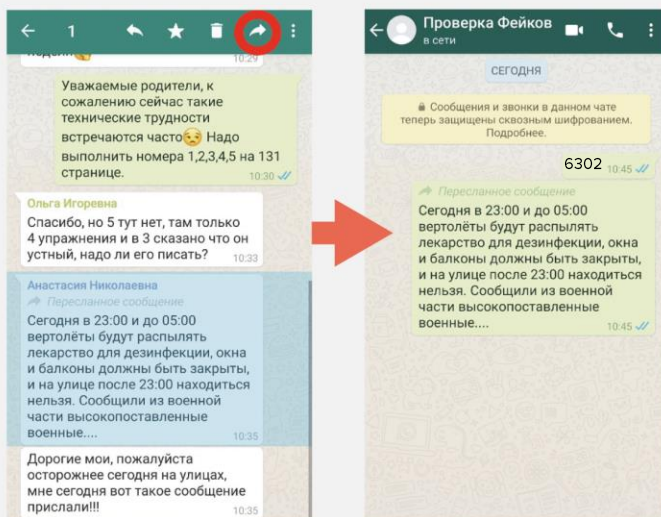 1
10:29
Уважаемые родители, к
сожалению сейчас такие
технические трудности
встречаются часто😒 Надо
выполнить номера 1,2,3,4,5 на 131
странице.
10:30
Ольга Игоревна
Спасибо, но 5 тут нет, там только
4 упражнения и в 3 сказано что он
устный, надо ли его писать?
10:33
Анастасия Николаевна
Пересланное сообщение
Сегодня в 23:00 и до 05:00
вертолёты будут распылять
лекарство для дезинфекции, окна
и балконы должны быть закрыты,
и на улице после 23:00 находиться
нельзя. Сообщили из военной
части высокопоставленные
военные....
10:35
Дорогие мои, пожалуйста
осторожнее сегодня на улицах,
мне сегодня вот такое сообщение
прислали!!!
10:35
Проверка Фейков
в сети
СЕГОДНЯ
Сообщения и звонки в данном чате
теперь защищены сквозным шифрованием.
Подробнее.
6302 10:45
Пересланное сообщение
Сегодня в 23:00 и до 05:00
вертолёты будут распылять
лекарство для дезинфекции, окна
и балконы должны быть закрыты,
и на улице после 23:00 находиться
нельзя. Сообщили из военной
части высокопоставленные
военные....
10:45